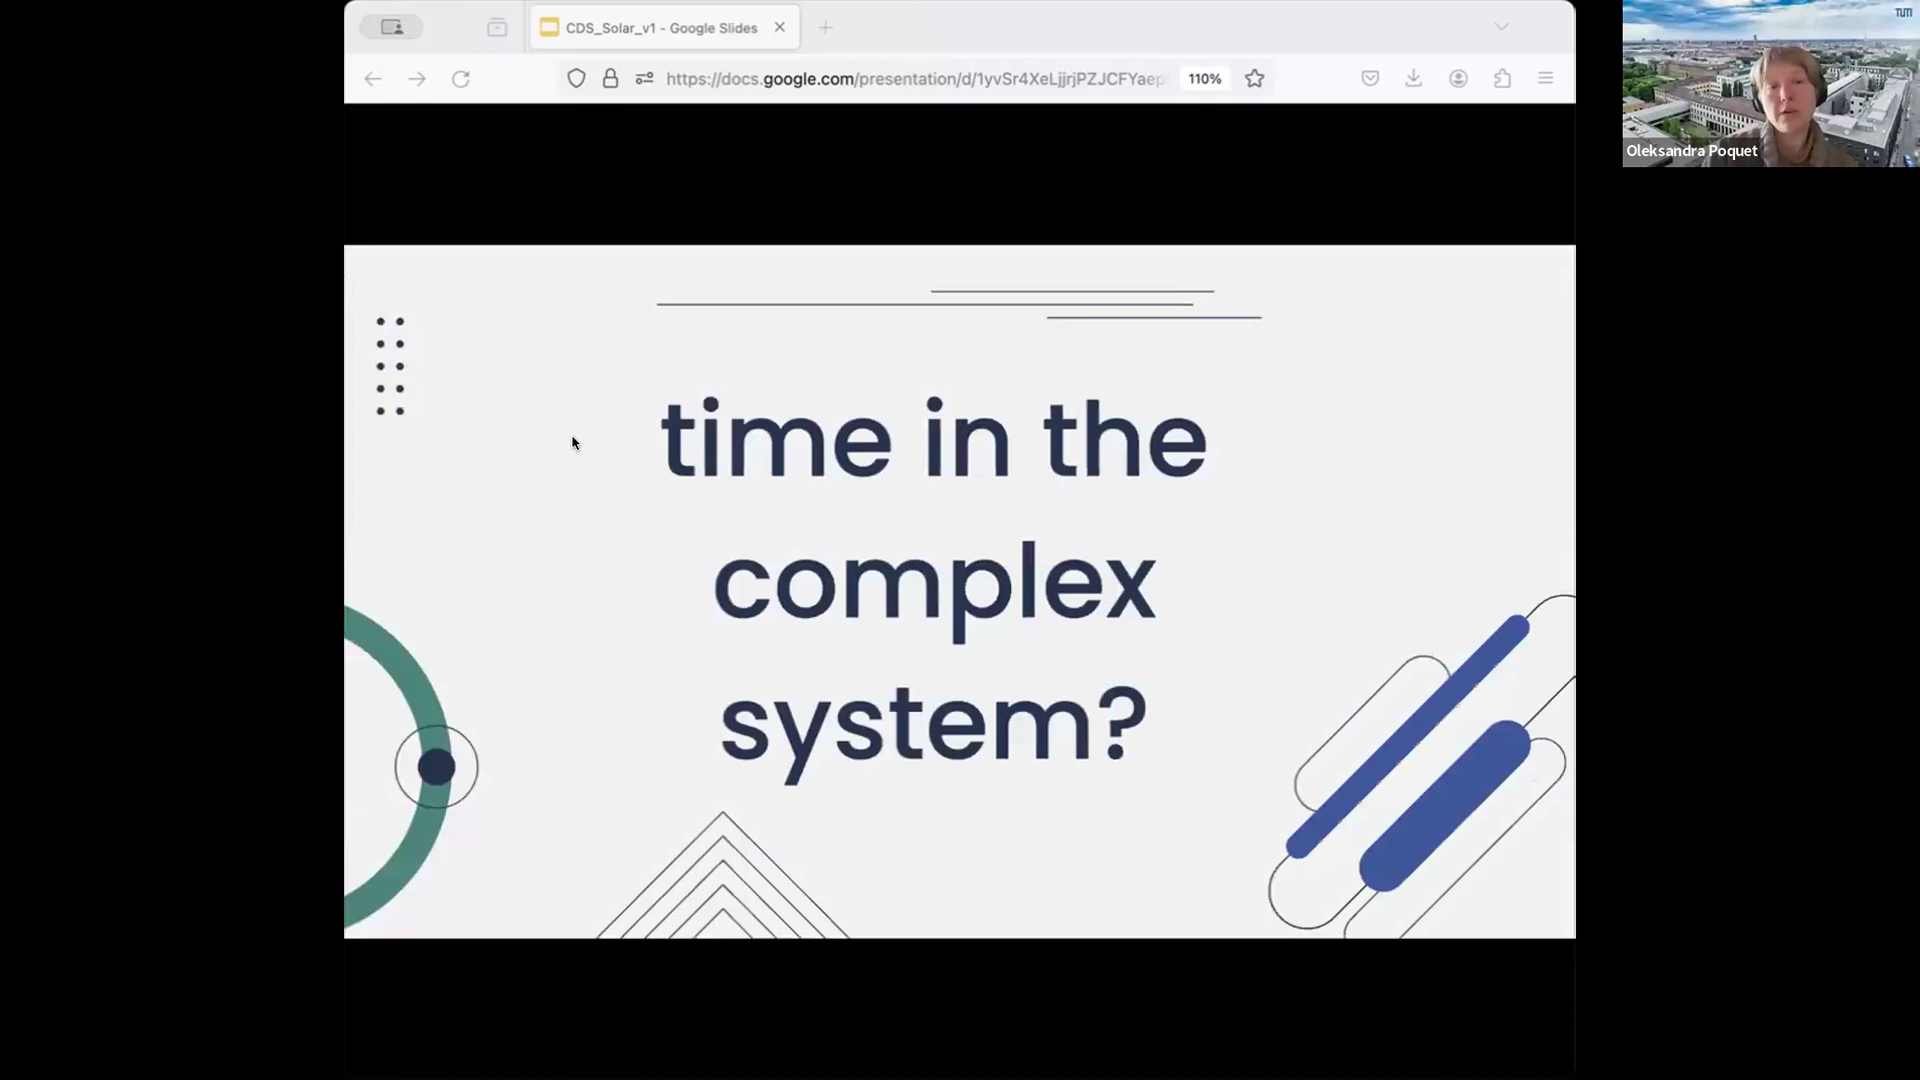 CDS_Solar_v1 - Google Slides
https://docs.google.com/presentation/d/1yvSr4XeLjjrjPZJCFYaep
110%
TUM
Oleksandra Poquet
time in the
complex
system?